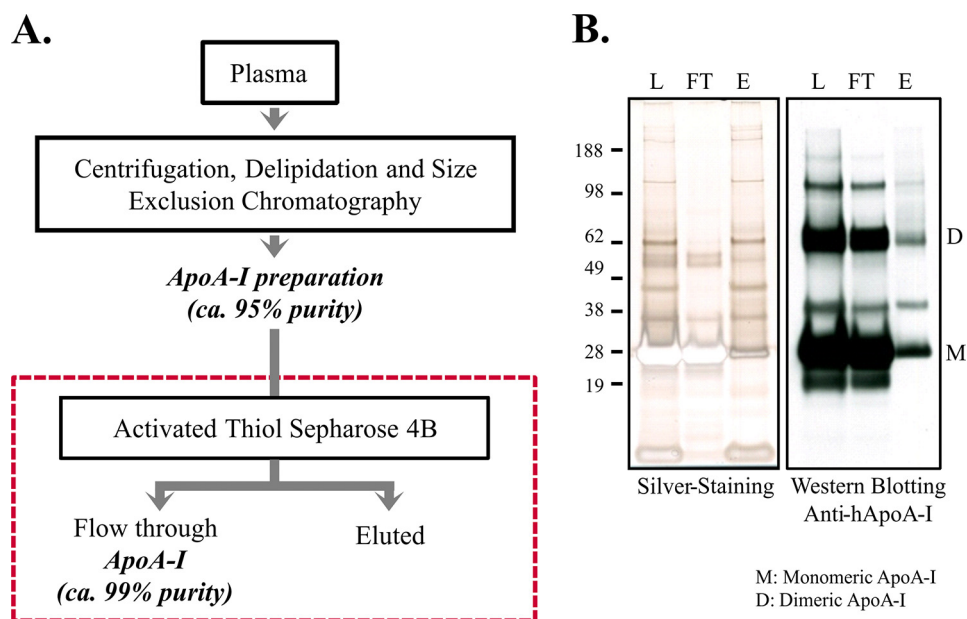 A.
Plasma
Centrifugation, Delipidation and Size
Exclusion Chromatography
ApoA-I preparation
(ca. 95% purity)
Activated Thiol Sepharose 4B
Flow through
ApoA-I
(ca. 99% purity)
Eluted
B.
L FT E L FT E
188
98
62
49
38
28
19
D
M
Silver-Staining
Western Blotting
Anti-hApoA-I
M: Monomeric ApoA-I
D: Dimeric ApoA-I